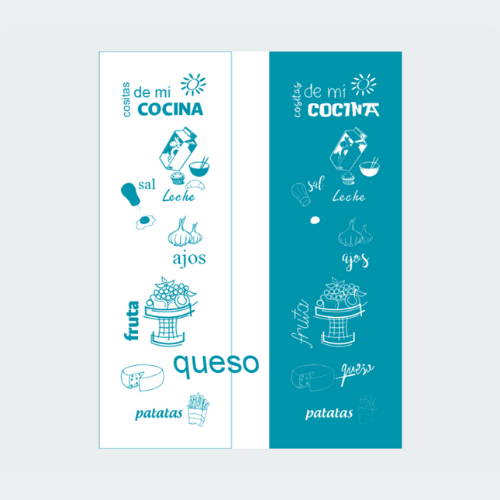 cositas
de mi
COCINA
sal
Leche
ajos
fruta
queso
patatas
cositas
de mi
COCINA
sal
Leche
ajos
fruta
queso
patatas